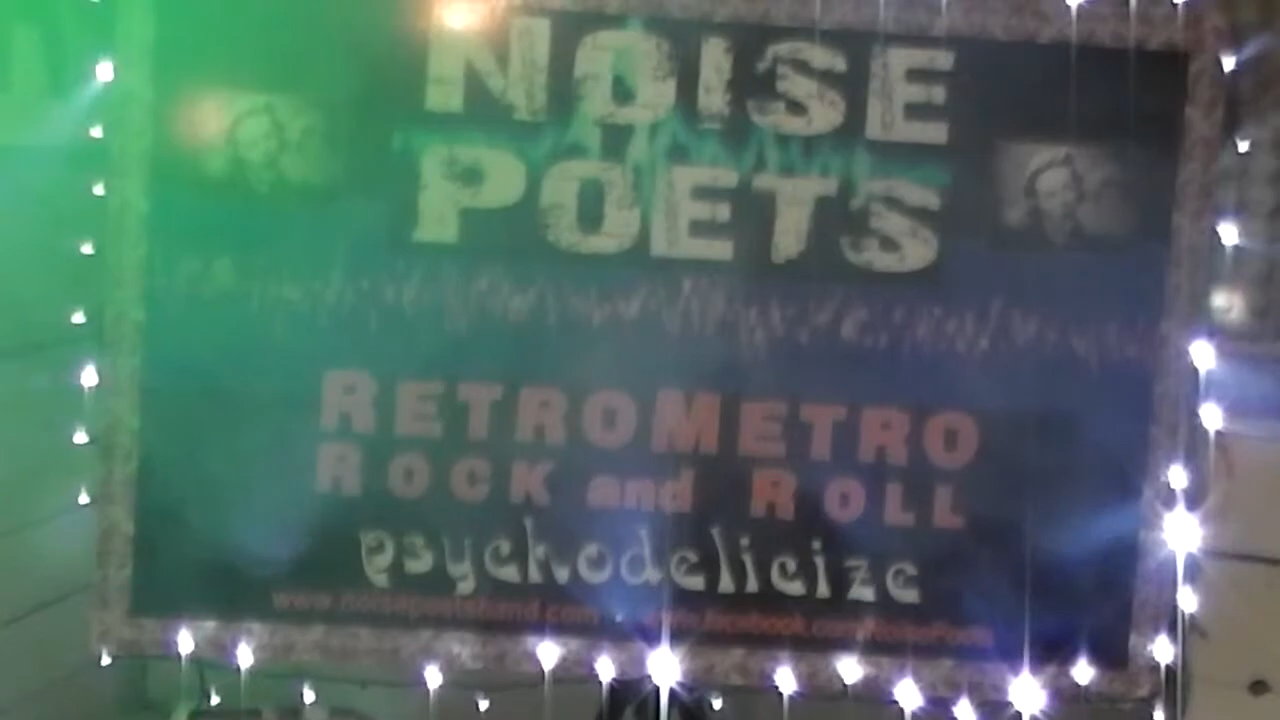 NOISE
POETS
RETROMETRO
ROCK and ROLL
psychodelicize
www.noisepoetsband.com www.facebook.com/NoisePoets